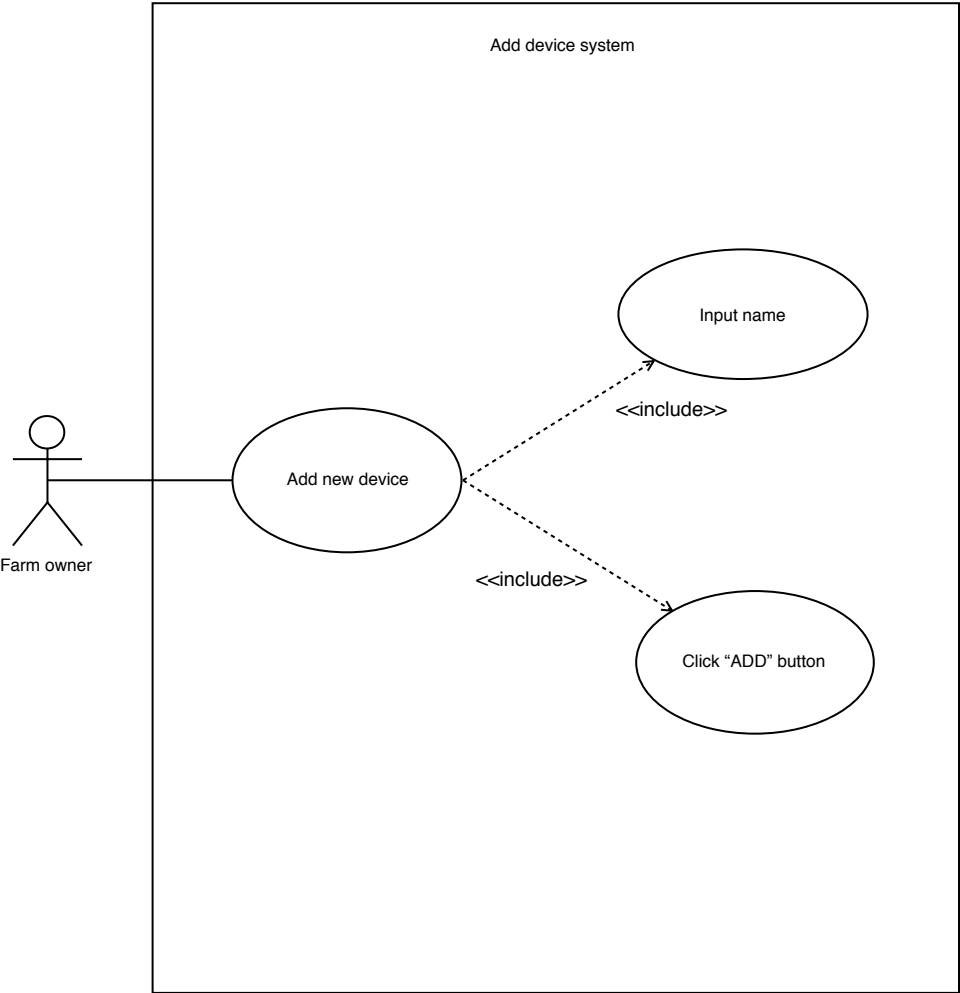 Add device system
Input name
<<include>>
Add new device
Farm owner
<<include>>
Click “ADD” button